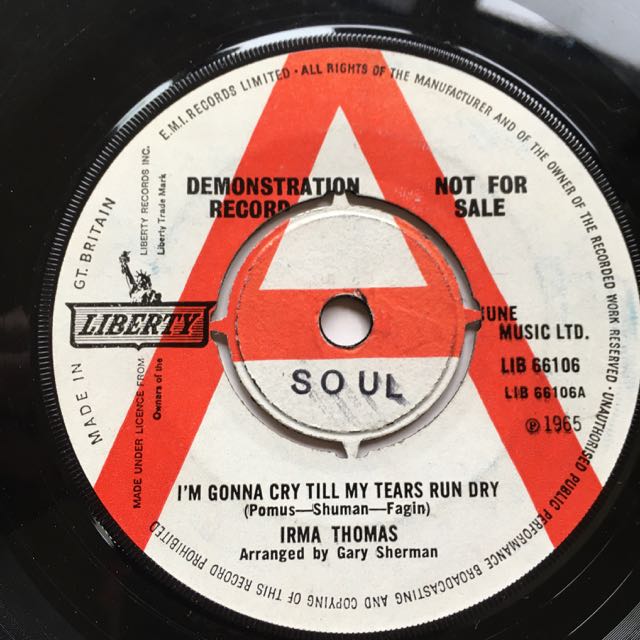 E.M.I. RECORDS LIMITED · ALL RIGHTS OF THE MANUFACTURER AND OF THE OWNER OF THE RECORDED WORK RESERVED · UNAUTHORISED PUBLIC PERFORMANCE BROADCASTING AND COPYING OF THIS RECORD PROHIBITED
MADE IN GT. BRITAIN
LIBERTY RECORDS INC.
Liberty Trade Mark
MADE UNDER LICENCE FROM
Owners of the
DEMONSTRATION
RECORD
NOT FOR
SALE
A
LIBERTY
MUSIC LTD.
LIB 66106
LIB 66106A
℗ 1965
SOUL
I'M GONNA CRY TILL MY TEARS RUN DRY
(Pomus—Shuman—Fagin)
IRMA THOMAS
Arranged by Gary Sherman